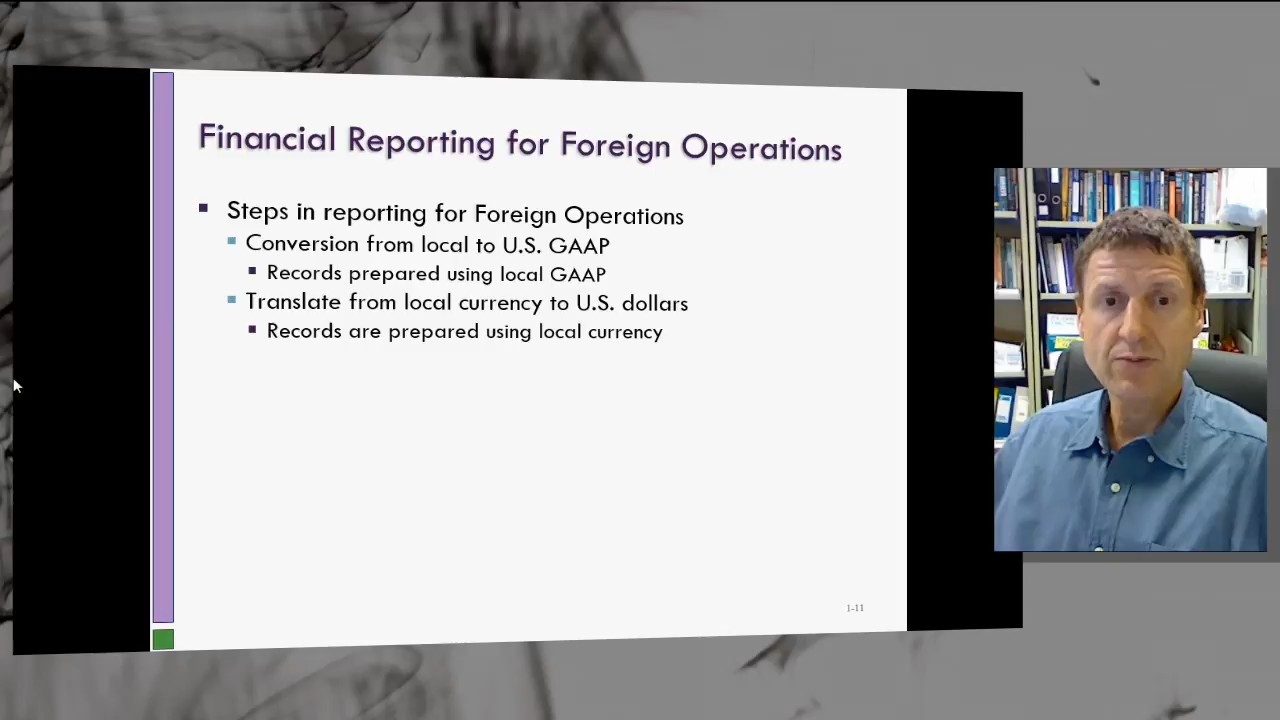 Financial Reporting for Foreign Operations
Steps in reporting for Foreign Operations
Conversion from local to U.S. GAAP
Records prepared using local GAAP
Translate from local currency to U.S. dollars
Records are prepared using local currency
1-11